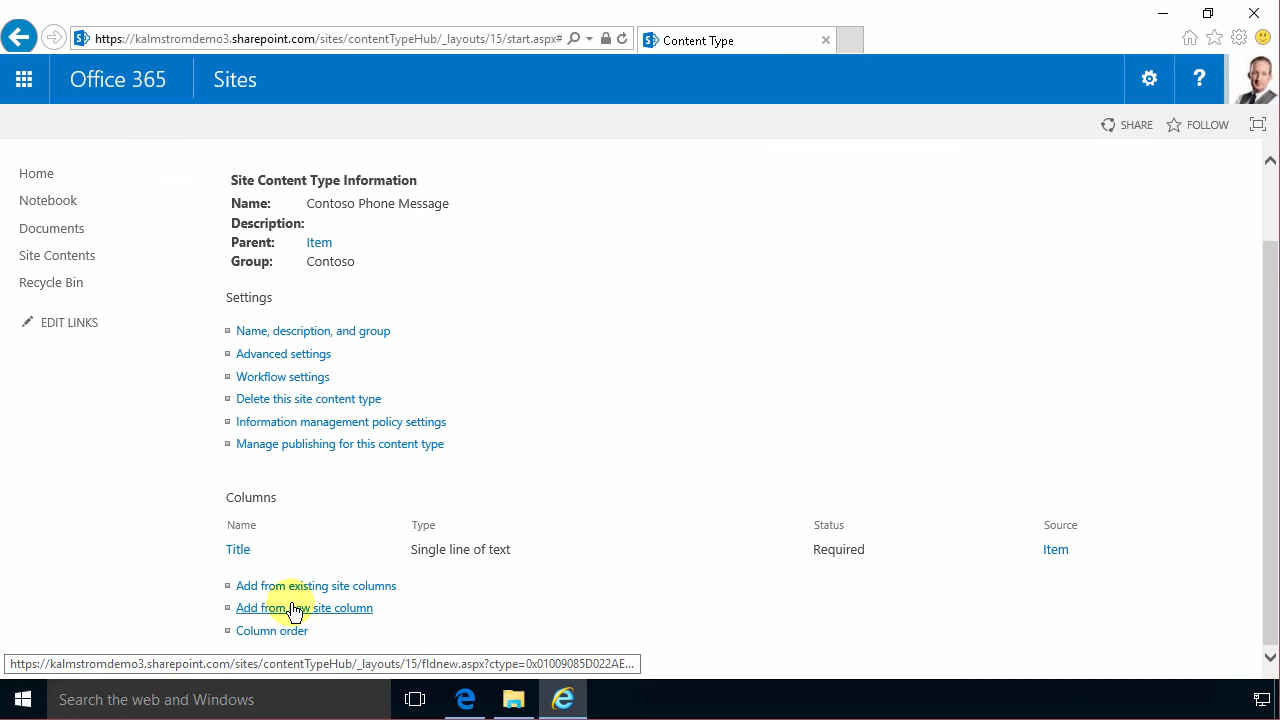 https://kalmstromdemo3.sharepoint.com/sites/contentTypeHub/_layouts/15/start.aspx#
Content Type
Office 365
Sites
?
SHARE
FOLLOW
Home
Notebook
Documents
Site Contents
Recycle Bin
EDIT LINKS
Site Content Type Information
Name: Contoso Phone Message
Description:
Parent: Item
Group: Contoso
Settings
Name, description, and group
Advanced settings
Workflow settings
Delete this site content type
Information management policy settings
Manage publishing for this content type
Columns
Name Type Status Source
Title Single line of text Required Item
Add from existing site columns
Add from new site column
Column order
https://kalmstromdemo3.sharepoint.com/sites/contentTypeHub/_layouts/15/fldnew.aspx?ctype=0x01009085D022AE...
Search the web and Windows